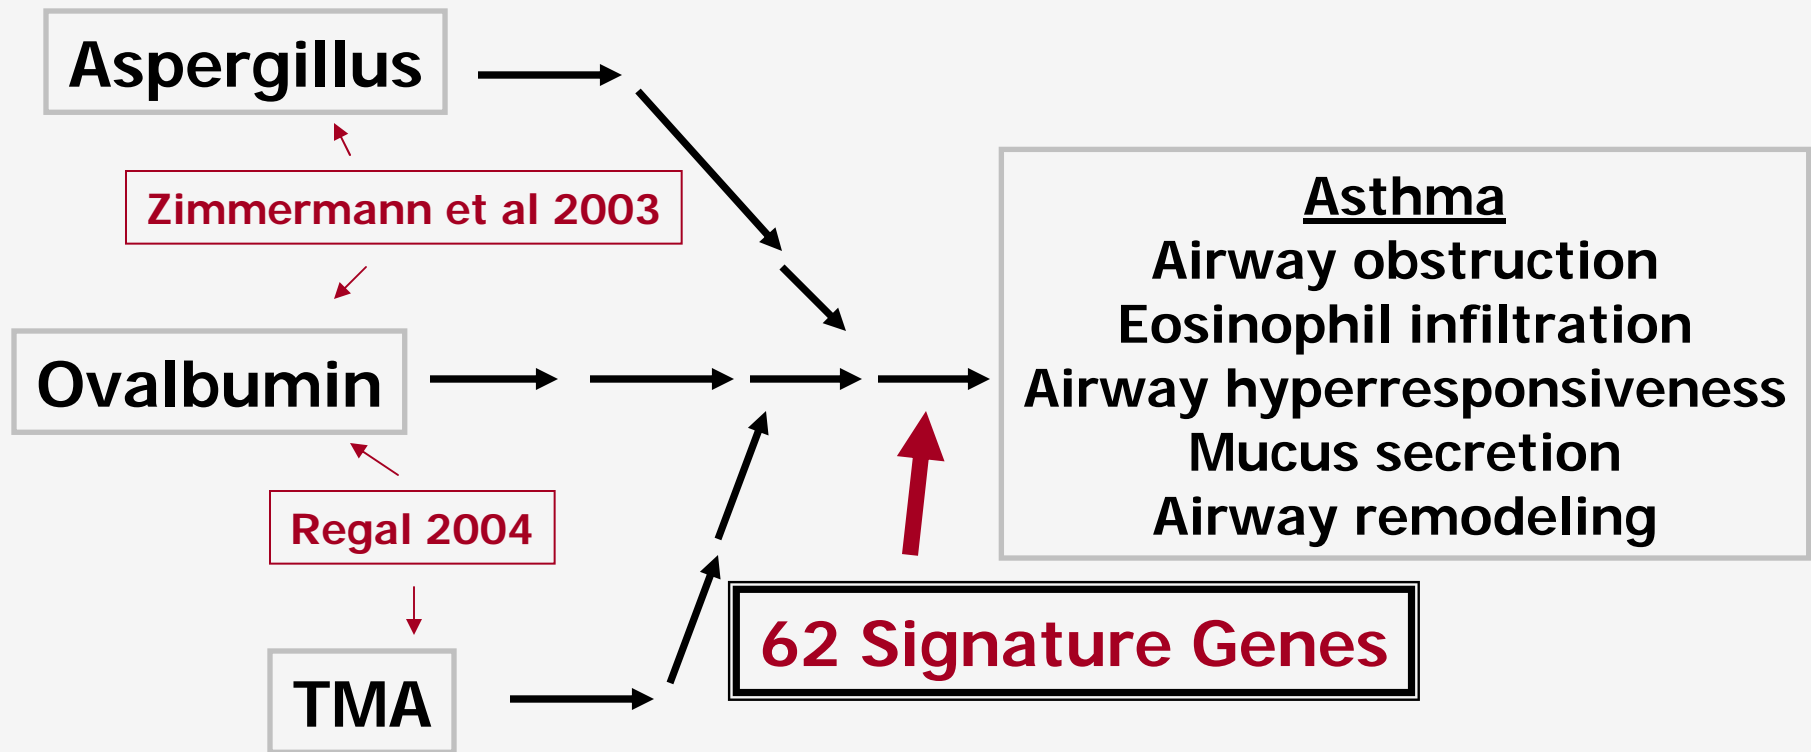 Aspergillus
Zimmermann et al 2003
Ovalbumin
Regal 2004
TMA
62 Signature Genes
Asthma
Airway obstruction
Eosinophil infiltration
Airway hyperresponsiveness
Mucus secretion
Airway remodeling